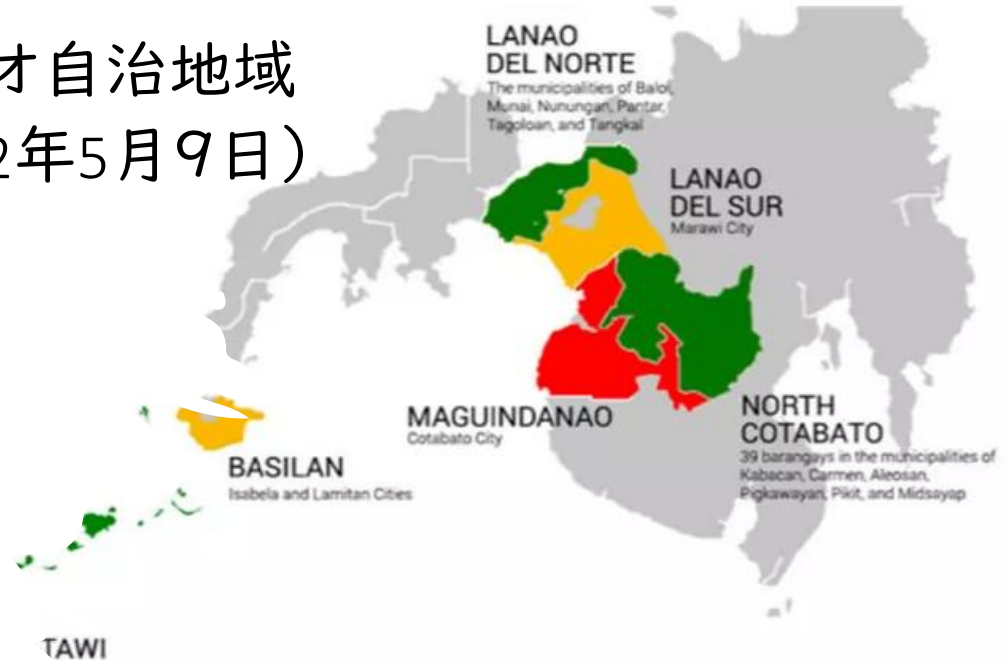 オ自治地域
2年5月9日）
LANAO
DEL NORTE
The municipalities of Baloi,
Munai, Nunungan, Pantar,
Tagoloan, and Tangkal
LANAO
DEL SUR
Marawi City
MAGUINDANAO
Cotabato City
NORTH
COTABATO
39 barangays in the municipalities of
Kabacan, Carmen, Aleosan,
Pigkawayan, Pikit, and Midsayap
BASILAN
Isabela and Lamitan Cities
TAWI